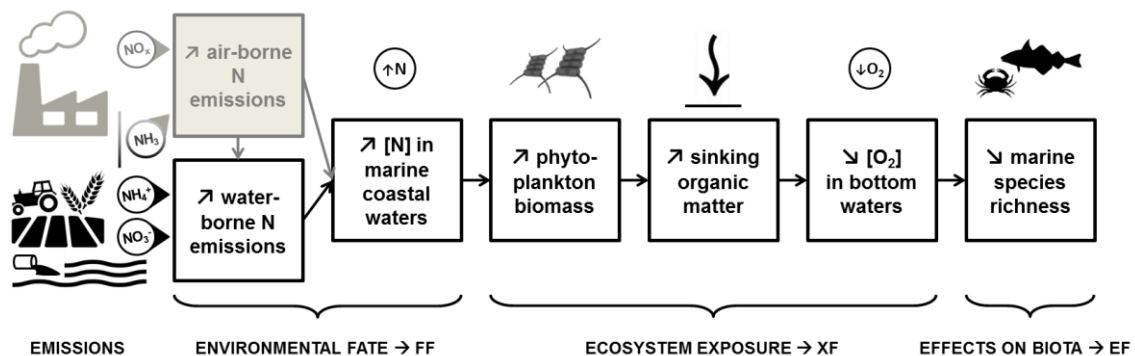 NOₓ
↗ air-borne
N
emissions
NH₃
NH₄⁺
NO₃⁻
↗ water-
borne N
emissions
↑N
↗ [N] in
marine
coastal
waters
↗ phyto-
plankton
biomass
↗ sinking
organic
matter
↓O₂
↘ [O₂]
in bottom
waters
↘ marine
species
richness
EMISSIONS
ENVIRONMENTAL FATE → FF
ECOSYSTEM EXPOSURE → XF
EFFECTS ON BIOTA → EF